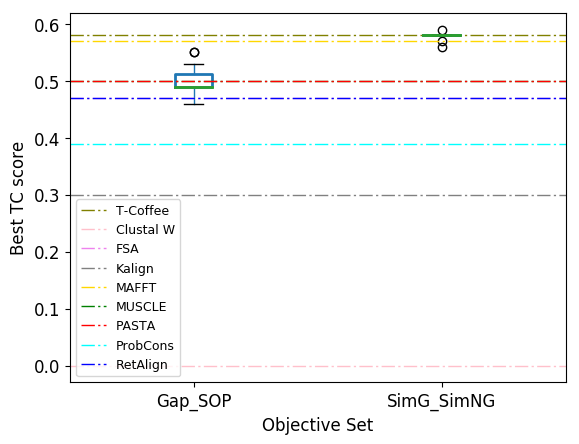 0.6
0.5
0.4
0.3
0.2
0.1
0.0
Best TC score
T-Coffee
Clustal W
FSA
Kalign
MAFFT
MUSCLE
PASTA
ProbCons
RetAlign
Gap_SOP
SimG_SimNG
Objective Set